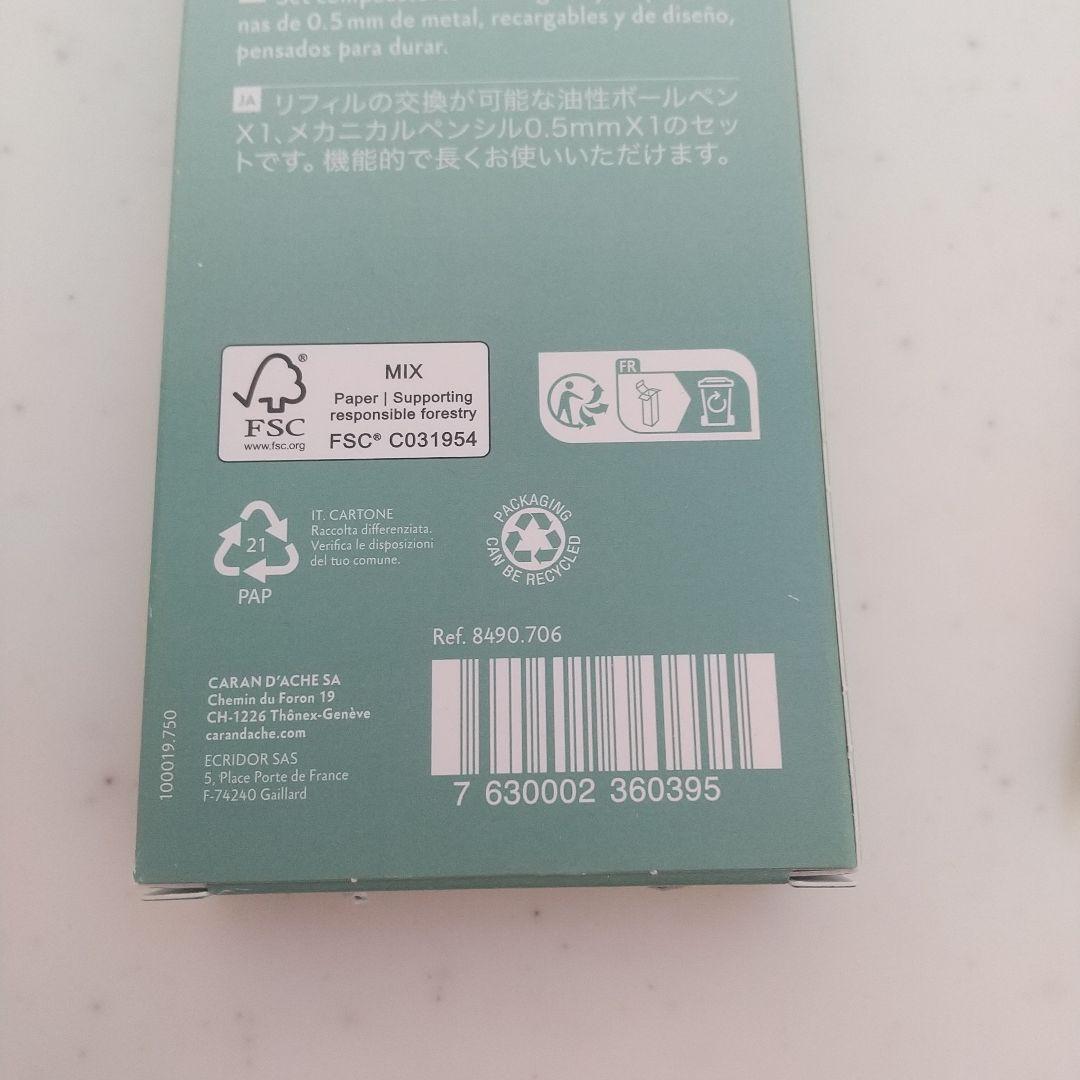 nas de 0.5 mm de metal, recargables y de diseño,
pensados para durar.
JA リフィルの交換が可能な油性ボールペン
X1、メカニカルペンシル0.5mmX1のセッ
トです。機能的で長くお使いいただけます。
FSC®
www.fsc.org
MIX
Paper | Supporting
responsible forestry
FSC® C031954
FR
21
PAP
IT. CARTONE
Raccolta differenziata.
Verifica le disposizioni
del tuo comune.
PACKAGING
CAN BE RECYCLED
Ref. 8490.706
CARAN D'ACHE SA
Chemin du Foron 19
CH-1226 Thônex-Genève
carandache.com
ECRIDOR SAS
5, Place Porte de France
F-74240 Gaillard
100019.750
7 630002 360395